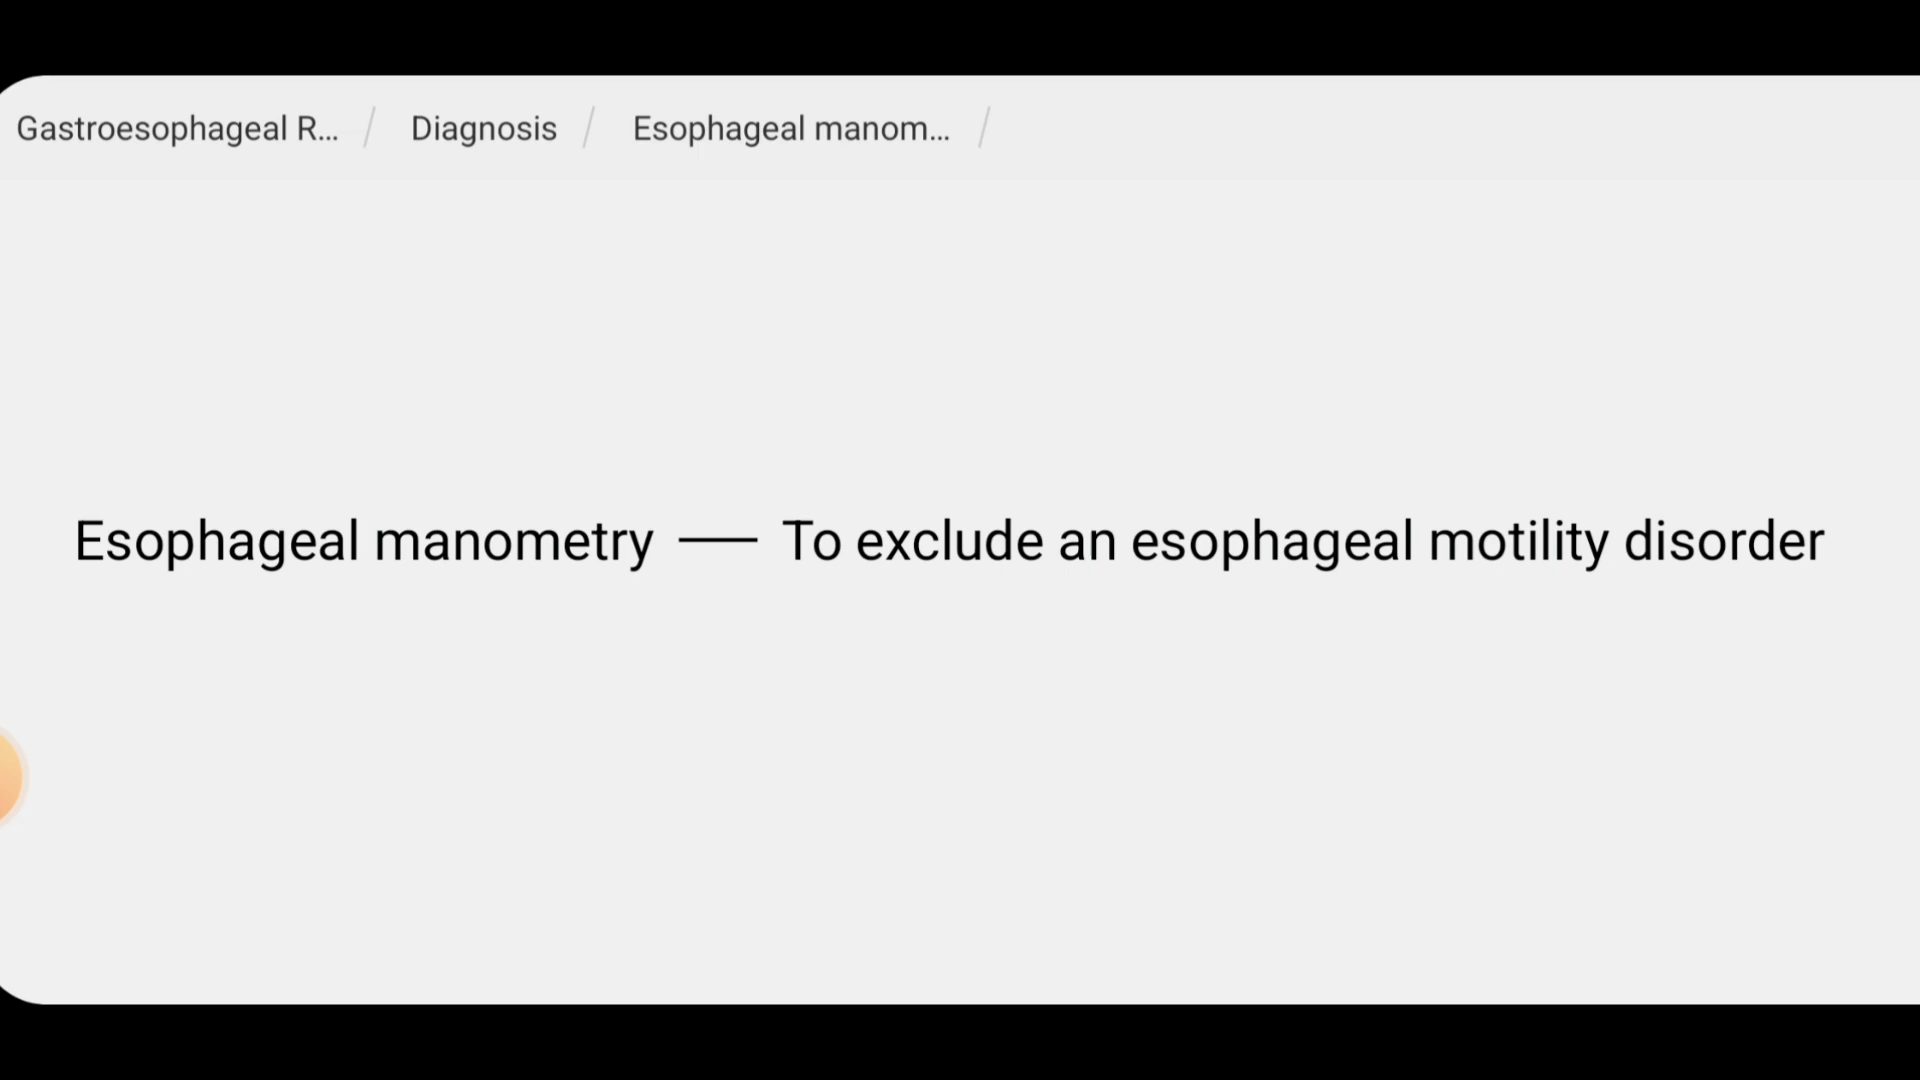 Gastroesophageal R... / Diagnosis / Esophageal manom... /
Esophageal manometry — To exclude an esophageal motility disorder